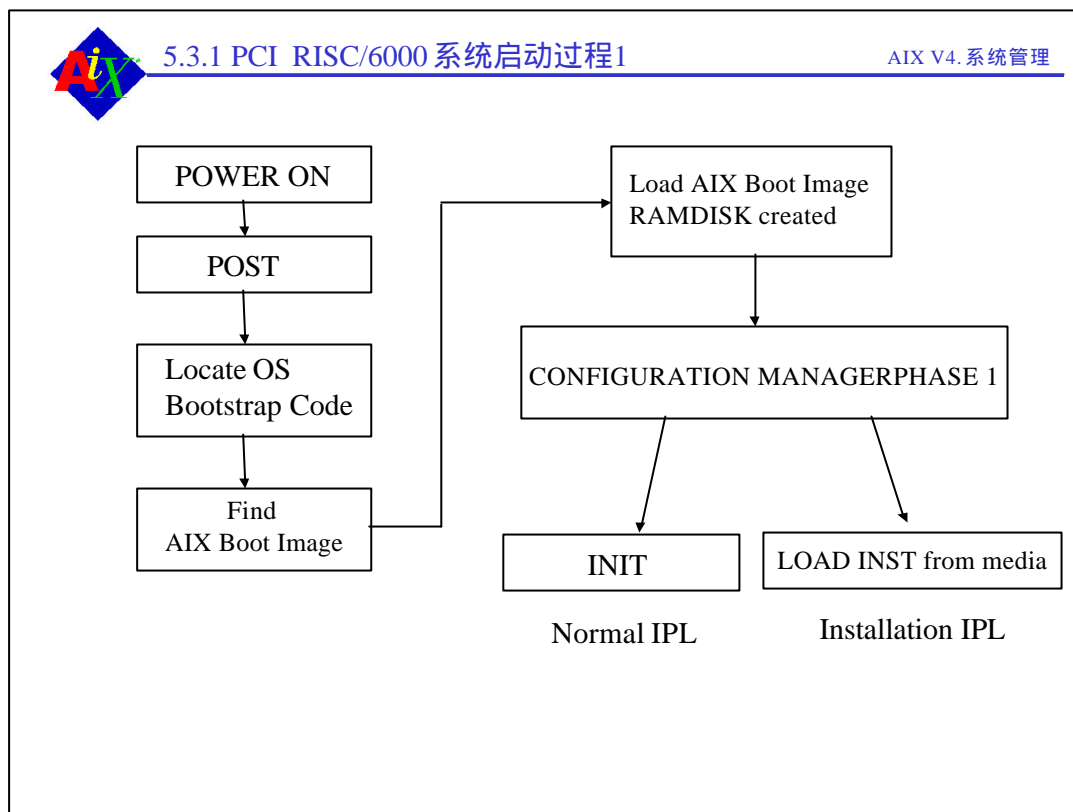 AiX
5.3.1 PCI RISC/6000 系统启动过程1
AIX V4.系统管理
POWER ON
POST
Locate OS
Bootstrap Code
Find
AIX Boot Image
Load AIX Boot Image
RAMDISK created
CONFIGURATION MANAGERPHASE 1
INIT
LOAD INST from media
Normal IPL
Installation IPL